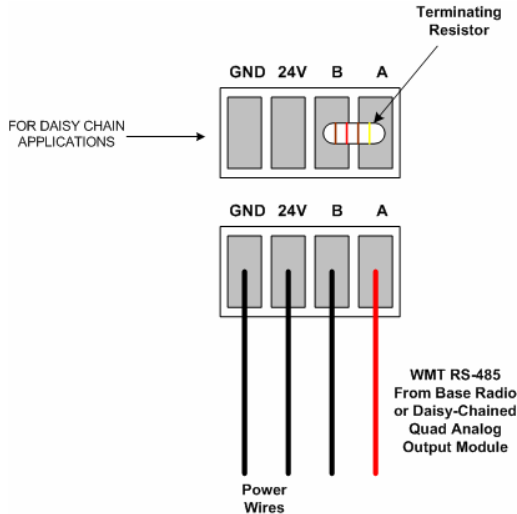 Terminating
Resistor
GND 24V B A
FOR DAISY CHAIN
APPLICATIONS
GND 24V B A
WMT RS-485
From Base Radio
or Daisy-Chained
Quad Analog
Output Module
Power
Wires